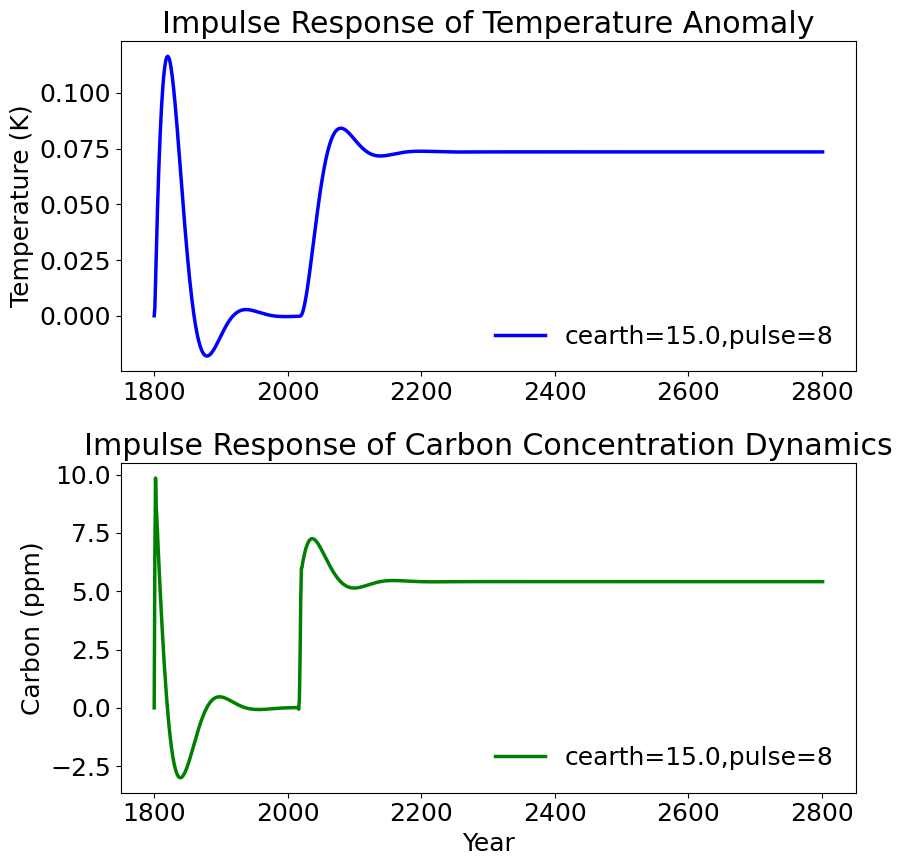 Impulse Response of Temperature Anomaly
Temperature (K)
0.100
0.075
0.050
0.025
0.000
cearth=15.0,pulse=8
1800 2000 2200 2400 2600 2800
Impulse Response of Carbon Concentration Dynamics
Carbon (ppm)
10.0
7.5
5.0
2.5
0.0
−2.5
cearth=15.0,pulse=8
1800 2000 2200 2400 2600 2800
Year